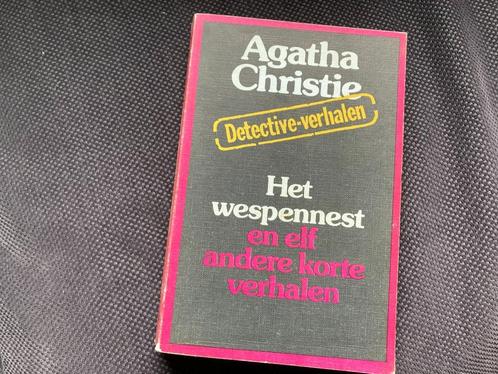 Agatha
Christie
Detective-verhalen
Het
wespennest
en elf
andere korte
verhalen